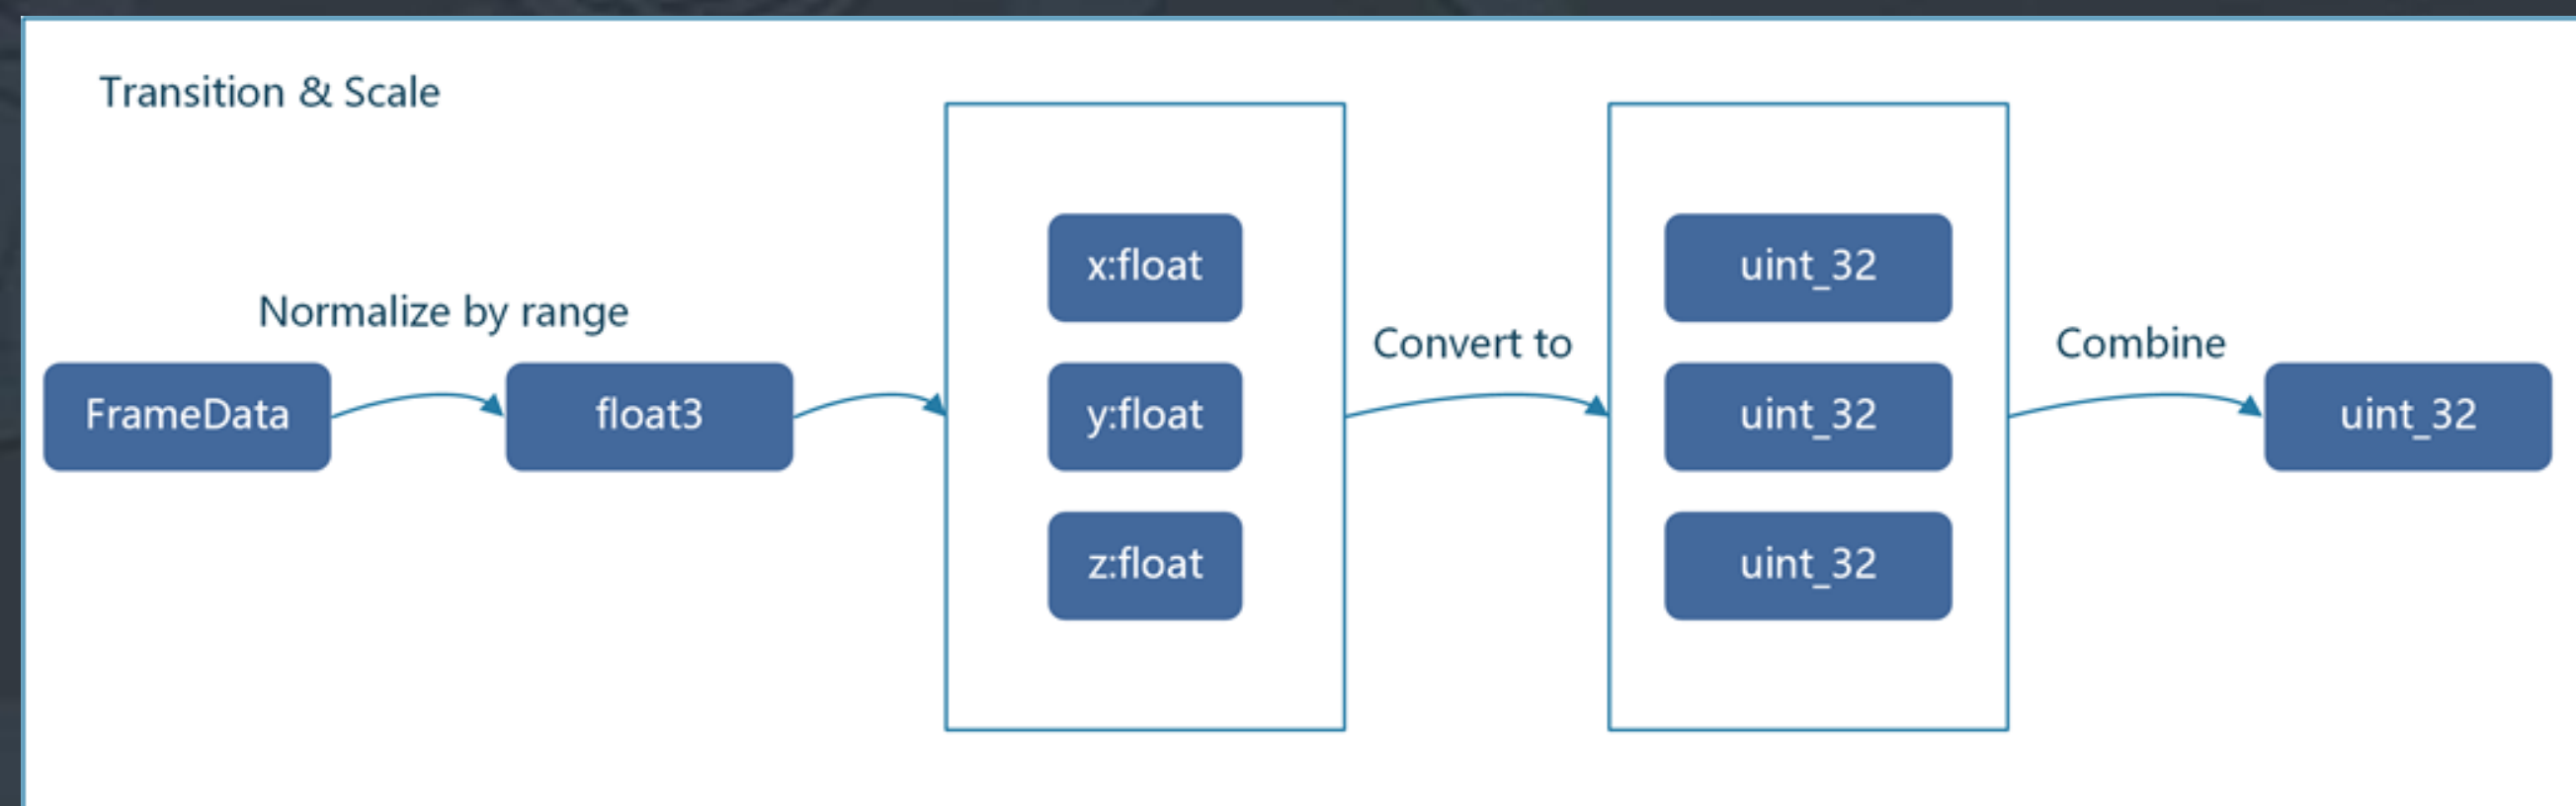 Transition & Scale
Normalize by range
FrameData
float3
x:float
y:float
z:float
Convert to
uint_32
uint_32
uint_32
Combine
uint_32